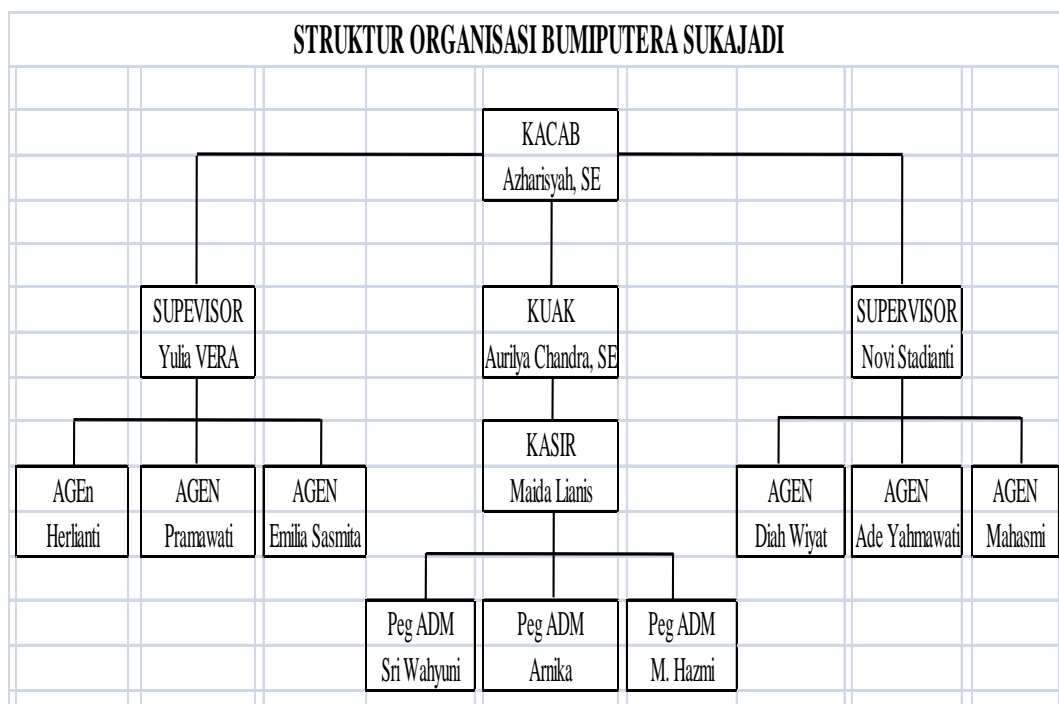 STRUKTUR ORGANISASI BUMIPUTERA SUKAJADI
KACAB
Azharisyah, SE
SUPEVISOR
Yulia VERA
KUAK
Aurilya Chandra, SE
SUPERVISOR
Novi Stadianti
KASIR
Maida Lianis
AGEn
Herlianti
AGEN
Pramawati
AGEN
Emilia Sasmita
AGEN
Diah Wiyat
AGEN
Ade Yahmawati
AGEN
Mahasmi
Peg ADM
Sri Wahyuni
Peg ADM
Arnika
Peg ADM
M. Hazmi